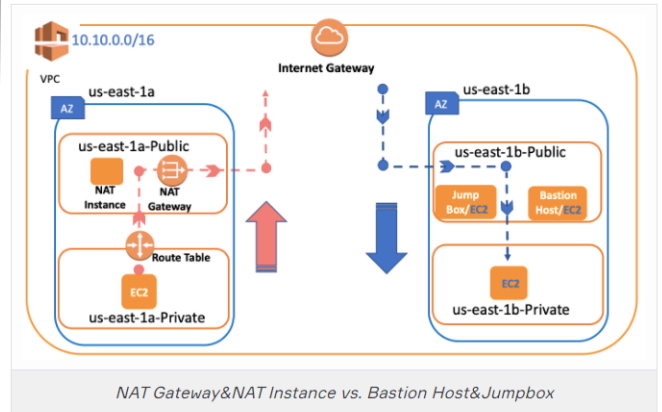 10.10.0.0/16
VPC
Internet Gateway
us-east-1a
AZ
us-east-1a-Public
NAT
Instance
NAT
Gateway
Route Table
EC2
us-east-1a-Private
us-east-1b
AZ
us-east-1b-Public
Jump
Box/EC2
Bastion
Host/EC2
EC2
us-east-1b-Private
NAT Gateway&NAT Instance vs. Bastion Host&Jumpbox